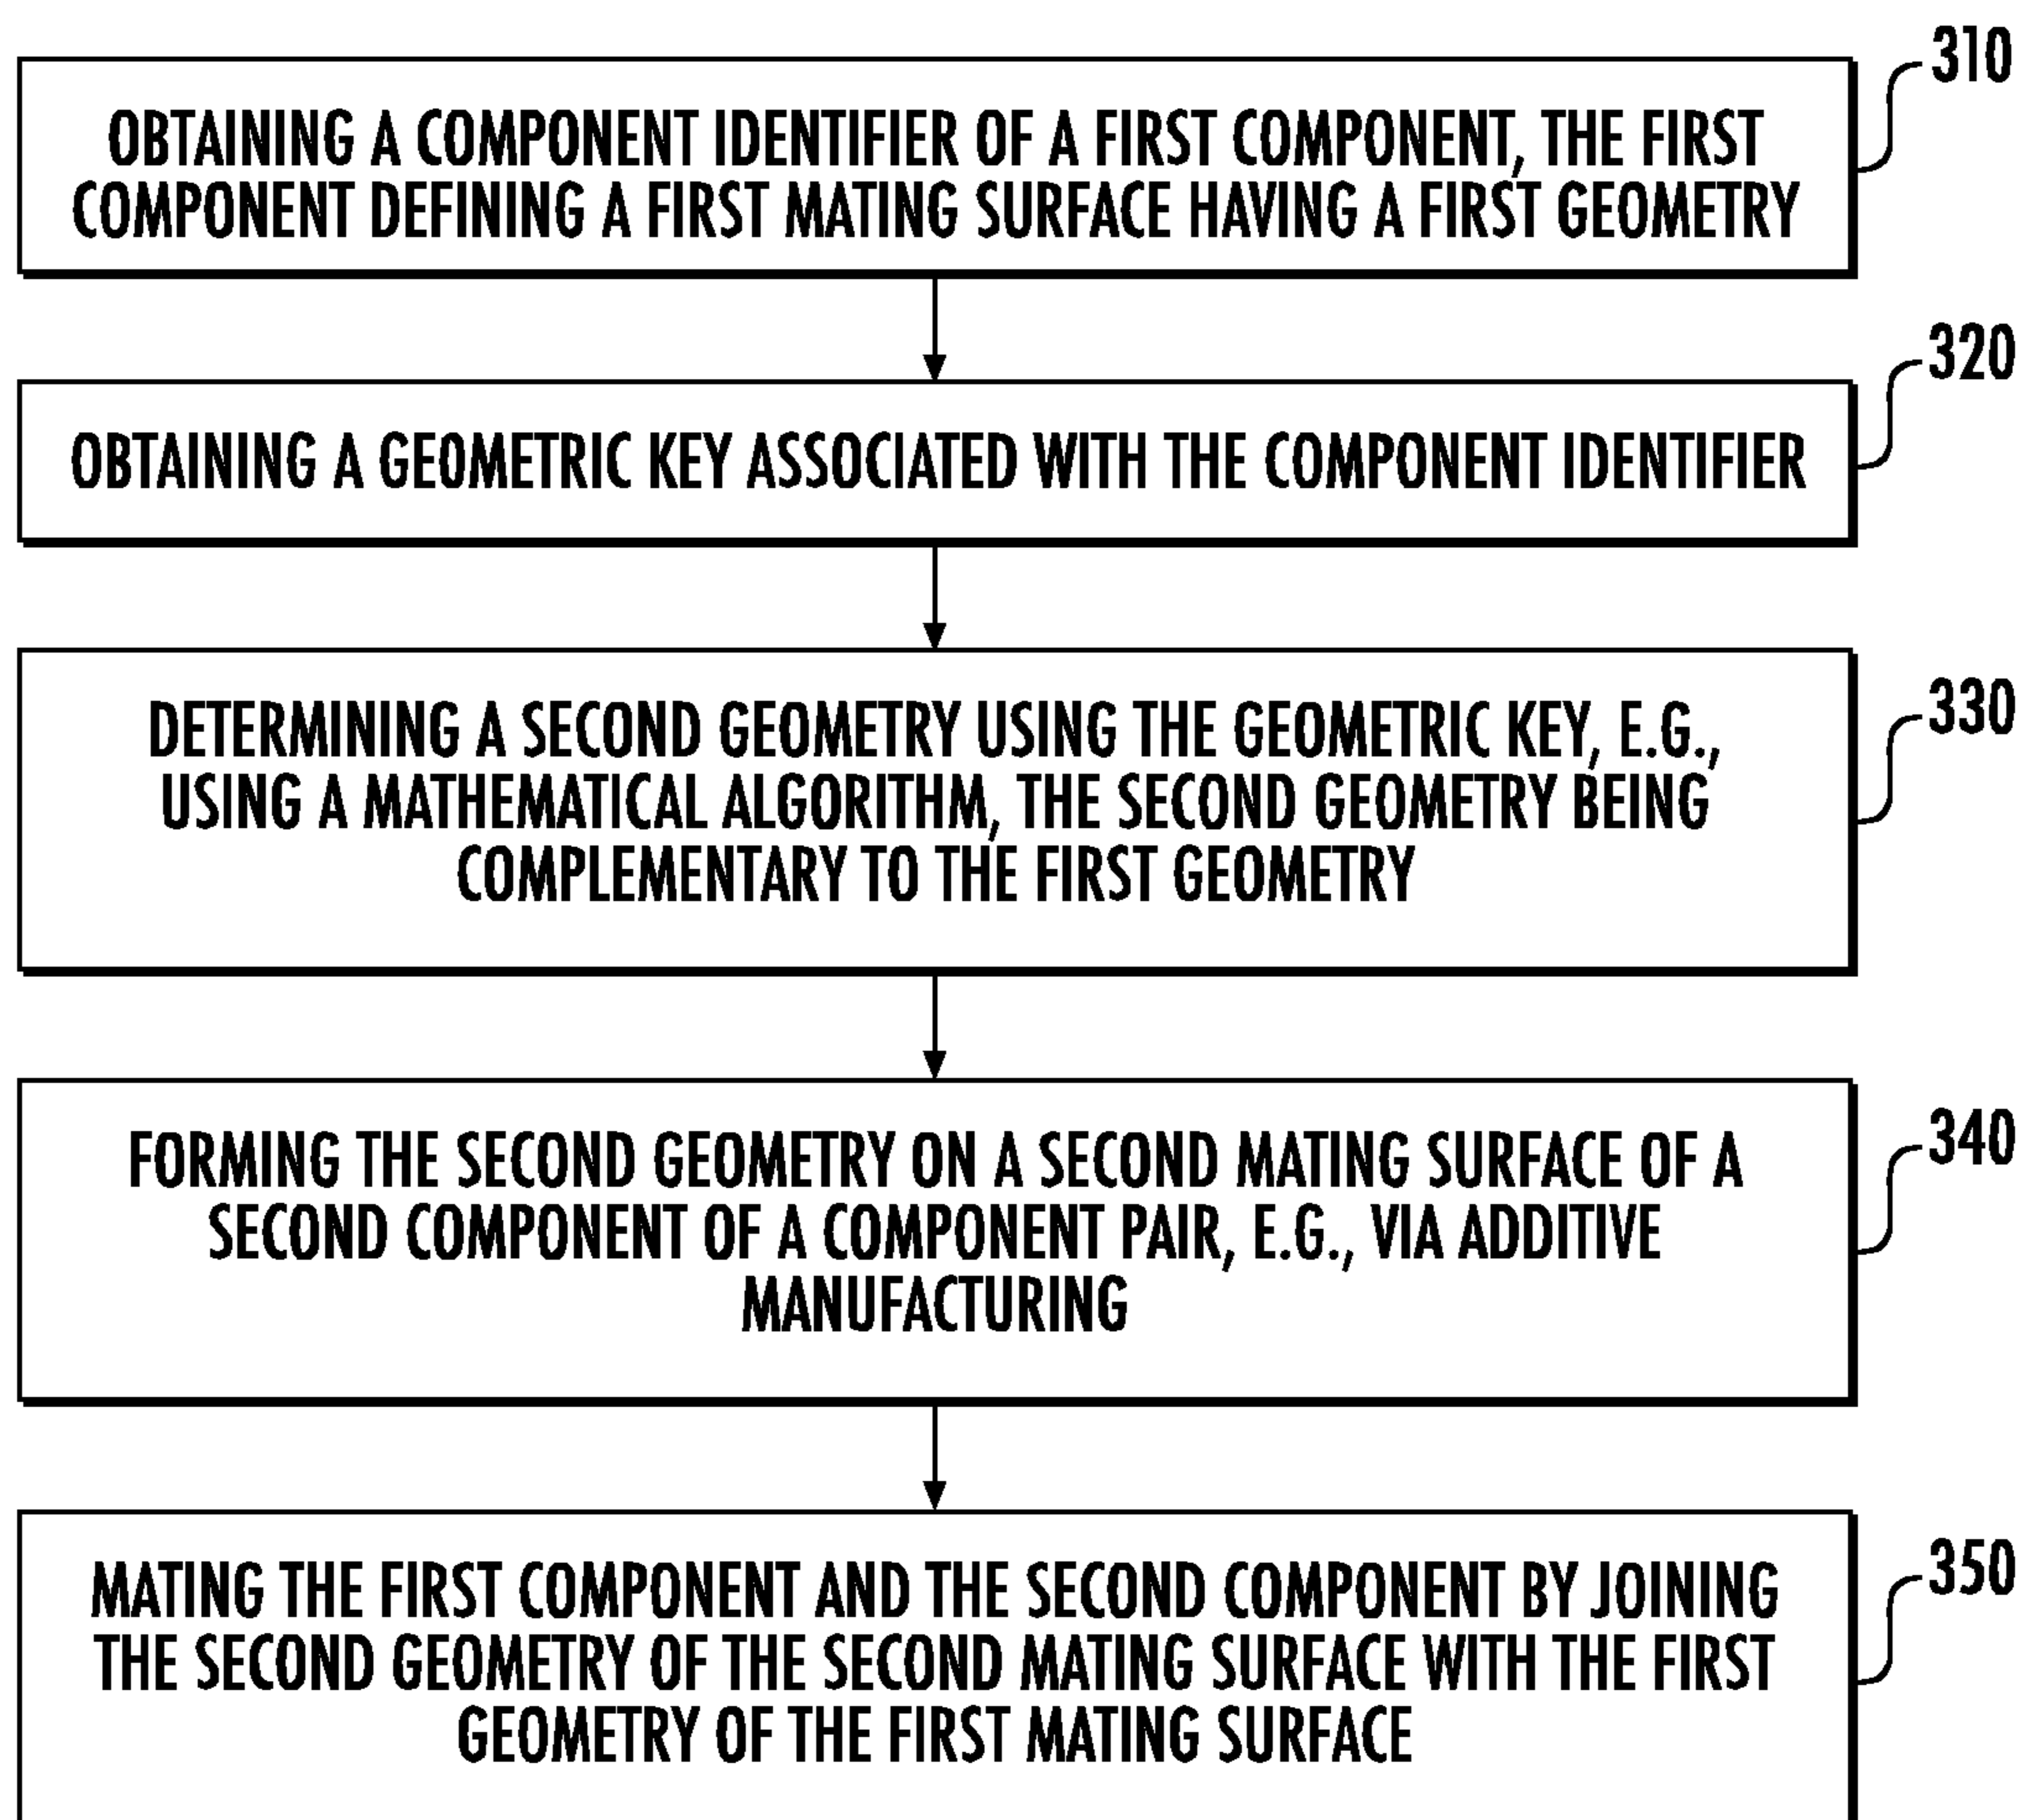 310
OBTAINING A COMPONENT IDENTIFIER OF A FIRST COMPONENT, THE FIRST
COMPONENT DEFINING A FIRST MATING SURFACE HAVING A FIRST GEOMETRY
320
OBTAINING A GEOMETRIC KEY ASSOCIATED WITH THE COMPONENT IDENTIFIER
330
DETERMINING A SECOND GEOMETRY USING THE GEOMETRIC KEY, E.G.,
USING A MATHEMATICAL ALGORITHM, THE SECOND GEOMETRY BEING
COMPLEMENTARY TO THE FIRST GEOMETRY
340
FORMING THE SECOND GEOMETRY ON A SECOND MATING SURFACE OF A
SECOND COMPONENT OF A COMPONENT PAIR, E.G., VIA ADDITIVE
MANUFACTURING
350
MATING THE FIRST COMPONENT AND THE SECOND COMPONENT BY JOINING
THE SECOND GEOMETRY OF THE SECOND MATING SURFACE WITH THE FIRST
GEOMETRY OF THE FIRST MATING SURFACE